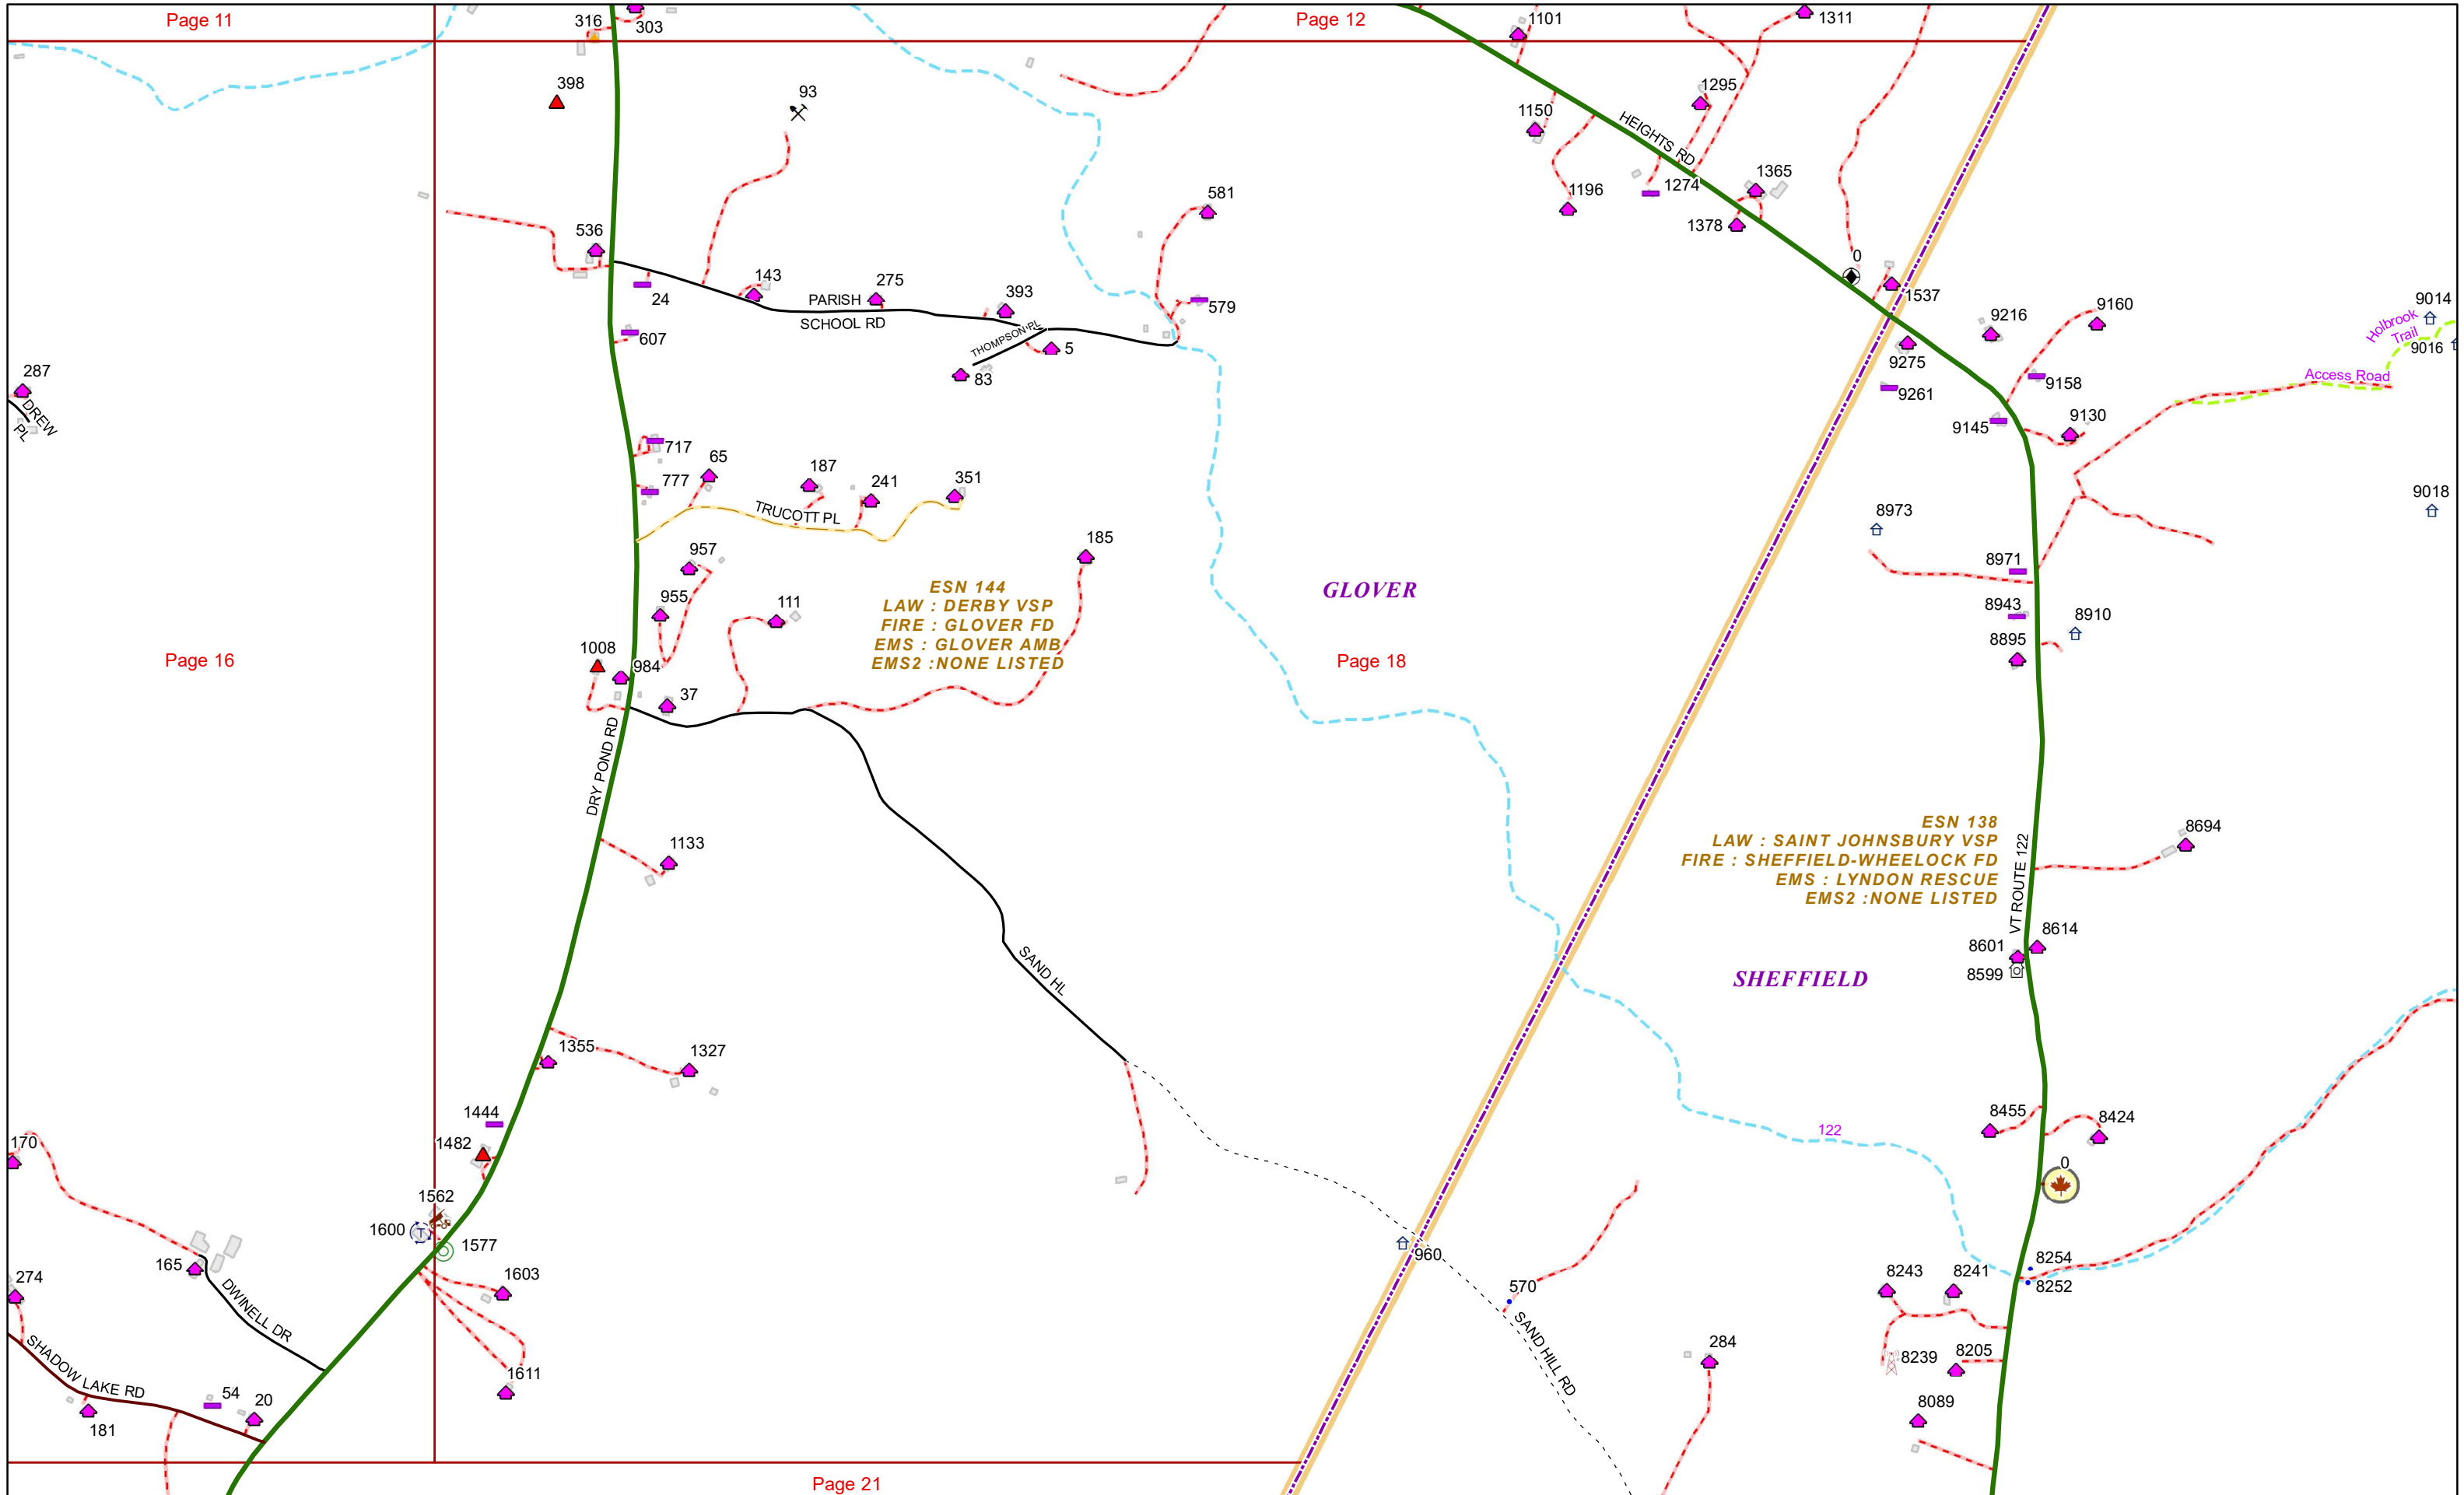 Page 11
316
303
Page 12
1101
1311
398
93
1295
1150
HEIGHTS RD
1274
1365
1196
1378
581
536
0
143
275
393
24
PARISH
SCHOOL RD
579
1537
607
THOMPSON PL
5
83
9216
9160
9014
Holbrook
Trail
9016
9275
9261
9158
Access Road
287
DREW
PL
9145
9130
717
777
65
187
241
351
TRUCOTT PL
9018
8973
957
185
8971
955
111
ESN 144
LAW : DERBY VSP
FIRE : GLOVER FD
EMS : GLOVER AMB
EMS2 :NONE LISTED
GLOVER
8943
8910
8895
Page 16
1008
984
Page 18
37
DRY POND RD
1133
ESN 138
LAW : SAINT JOHNSBURY VSP
FIRE : SHEFFIELD-WHEELOCK FD
EMS : LYNDON RESCUE
EMS2 :NONE LISTED
VT ROUTE 122
8694
SAND HL
SHEFFIELD
8601
8614
8599
1355
1327
1444
1482
8455
8424
122
170
0
1562
1600
T
1577
960
165
1603
274
DWINELL DR
570
SAND HILL RD
8254
8252
8243
8241
SHADOW LAKE RD
1611
284
8239
8205
54
20
181
8089
Page 21